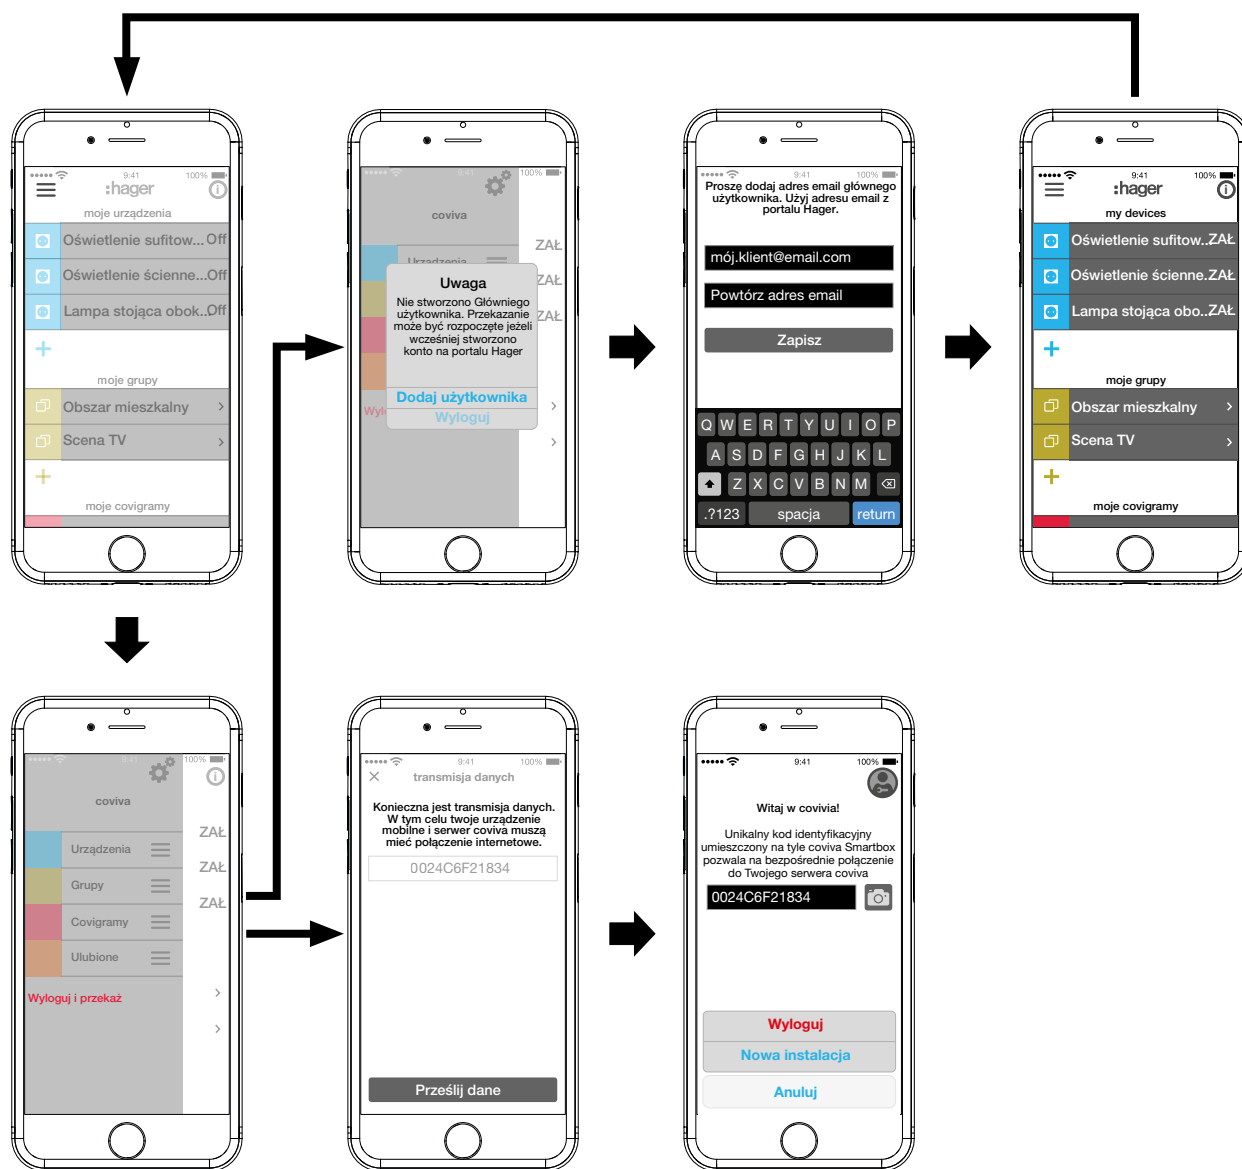 9:41
100%
:hager
moje urządzenia
Oświetlenie sufitow...Off
Oświetlenie ścienne...Off
Lampa stojąca obok..Off
+
moje grupy
Obszar mieszkalny
Scena TV
+
moje covigramy
9:41
100%
coviva
Urządzenia
ZAŁ
ZAŁ
ZAŁ
Uwaga
Nie stworzono Główniego
użytkownika. Przekazanie
może być rozpoczęte jeżeli
wcześniej stworzono
konto na portalu Hager
Dodaj użytkownika
Wyloguj
9:41
100%
Proszę dodaj adres email głównego
użytkownika. Użyj adresu email z
portalu Hager.
mój.klient@email.com
Powtórz adres email
Zapisz
Q W E R T Y U I O P
A S D F G H J K L
Z X C V B N M
.?123 spacja return
9:41
100%
:hager
my devices
Oświetlenie sufitow..ZAŁ
Oświetlenie ścienne.ZAŁ
Lampa stojąca obo..ZAŁ
+
moje grupy
Obszar mieszkalny
Scena TV
+
moje covigramy
9:41
100%
coviva
Urządzenia
Grupy
Covigramy
Ulubione
ZAŁ
ZAŁ
ZAŁ
Wyloguj i przekaż
9:41
100%
transmisja danych
Konieczna jest transmisja danych.
W tym celu twoje urządzenie
mobilne i serwer coviva muszą
mieć połączenie internetowe.
0024C6F21834
Prześlij dane
9:41
100%
Witaj w covivia!
Unikalny kod identyfikacyjny
umieszczony na tyle coviva Smartbox
pozwala na bezpośrednie połączenie
do Twojego serwera coviva
0024C6F21834
Wyloguj
Nowa instalacja
Anuluj